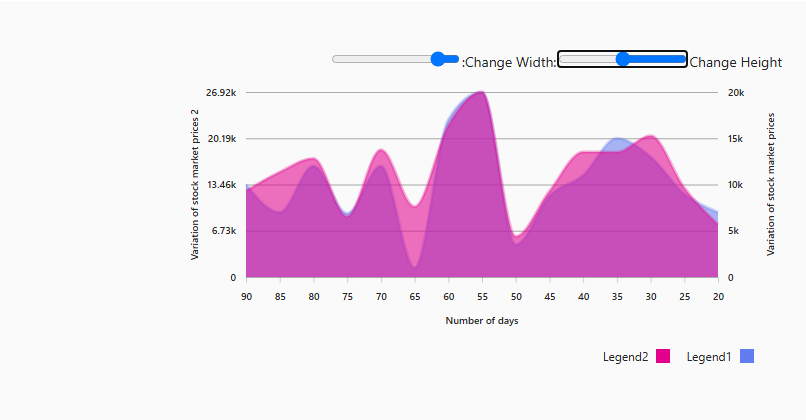 :Change Width: Change Height
26.92k
20.19k
13.46k
6.73k
0
Variation of stock market prices 2
20k
15k
10k
5k
0
Variation of stock market prices
90 85 80 75 70 65 60 55 50 45 40 35 30 25 20
Number of days
Legend2 Legend1